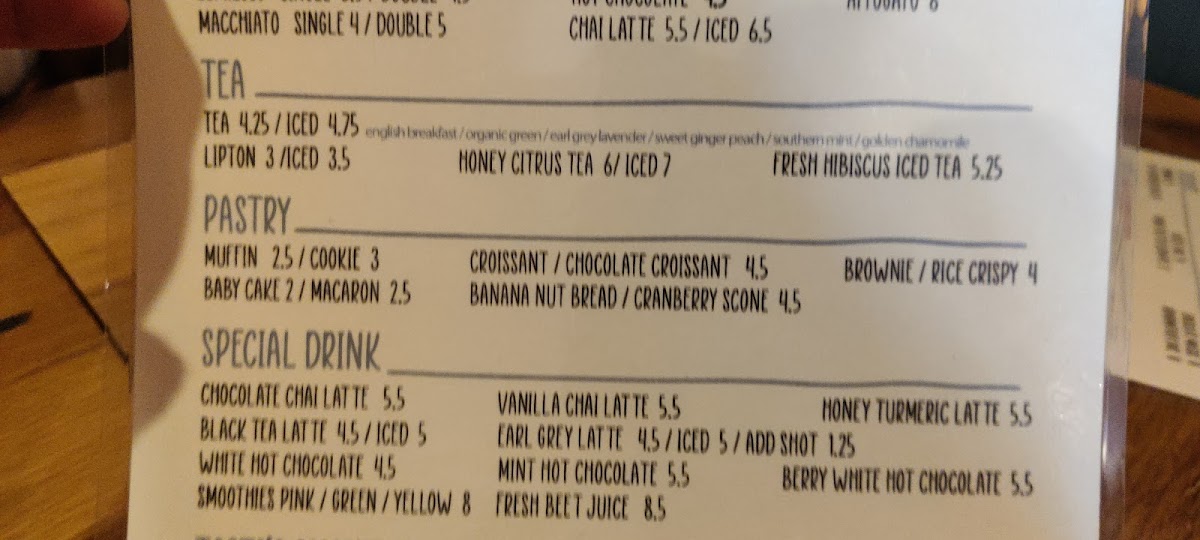 HOT CHOCOLATE 4.5
AFFOGATO 6
MACCHIATO SINGLE 4 / DOUBLE 5 CHAI LATTE 5.5 / ICED 6.5
TEA
TEA 4.25 / ICED 4.75 english breakfast / organic green / earl grey lavender / sweet ginger peach / southern mint / golden chamomile
LIPTON 3 /ICED 3.5 HONEY CITRUS TEA 6/ ICED 7 FRESH HIBISCUS ICED TEA 5.25
PASTRY
MUFFIN 2.5 / COOKIE 3 CROISSANT / CHOCOLATE CROISSANT 4.5 BROWNIE / RICE CRISPY 4
BABY CAKE 2 / MACARON 2.5 BANANA NUT BREAD / CRANBERRY SCONE 4.5
SPECIAL DRINK
CHOCOLATE CHAI LATTE 5.5 VANILLA CHAI LATTE 5.5 HONEY TURMERIC LATTE 5.5
BLACK TEA LATTE 4.5 / ICED 5 EARL GREY LATTE 4.5 / ICED 5 / ADD SHOT 1.25
WHITE HOT CHOCOLATE 4.5 MINT HOT CHOCOLATE 5.5 BERRY WHITE HOT CHOCOLATE 5.5
SMOOTHIES PINK / GREEN / YELLOW 8 FRESH BEET JUICE 8.5